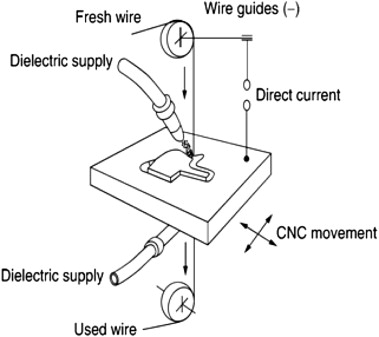 Fresh wire
Wire guides (–)
Dielectric supply
Direct current
CNC movement
Dielectric supply
Used wire